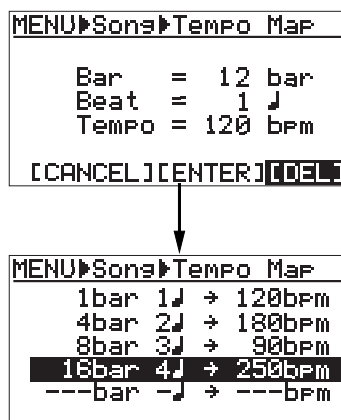 MENU▶Song▶Tempo Map
Bar = 12 bar
Beat = 1 ♩
Tempo = 120 bpm
[CANCEL][ENTER][DEL]
MENU▶Song▶Tempo Map
1bar 1♩ → 120bpm
4bar 2♩ → 180bpm
8bar 3♩ → 90bpm
16bar 4♩ → 250bpm
---bar -♩ → ---bpm